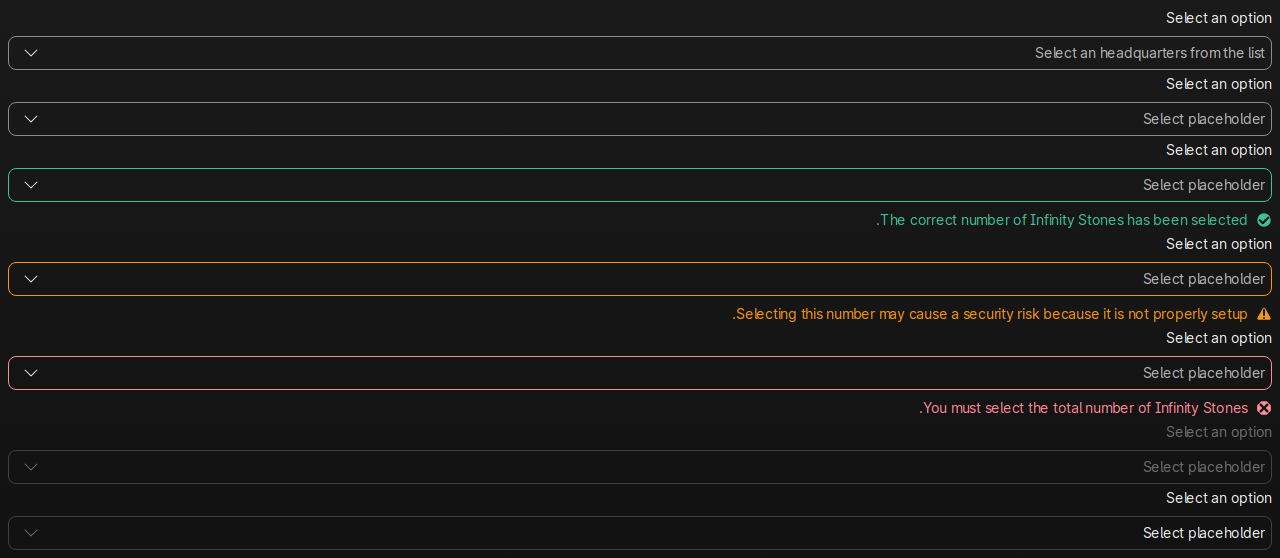 Select an option
Select an headquarters from the list
Select an option
Select placeholder
Select an option
Select placeholder
.The correct number of Infinity Stones has been selected
Select an option
Select placeholder
.Selecting this number may cause a security risk because it is not properly setup
Select an option
Select placeholder
.You must select the total number of Infinity Stones
Select an option
Select placeholder
Select an option
Select placeholder